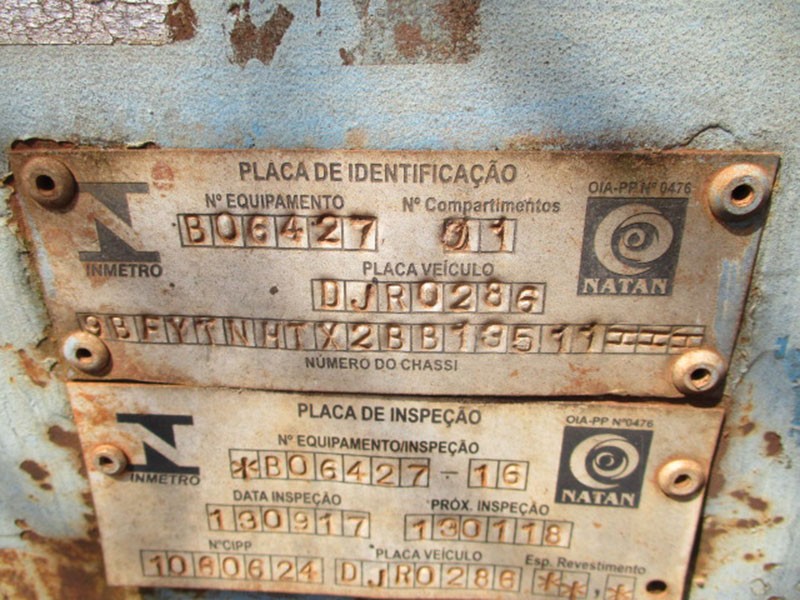 PLACA DE IDENTIFICAÇÃO
INMETRO
Nº EQUIPAMENTO Nº Compartimentos
B06427 01
OIA-PP Nº 0476
NATAN
PLACA VEÍCULO
DJR0286
9BFYTNHTX2BB13511
NÚMERO DO CHASSI
PLACA DE INSPEÇÃO
INMETRO
Nº EQUIPAMENTO/INSPEÇÃO
*B06427-16
OIA-PP Nº0476
NATAN
DATA INSPEÇÃO PRÓX. INSPEÇÃO
130917 130118
NºCIPP PLACA VEÍCULO Esp. Revestimento
1060624 DJR0286 **,*